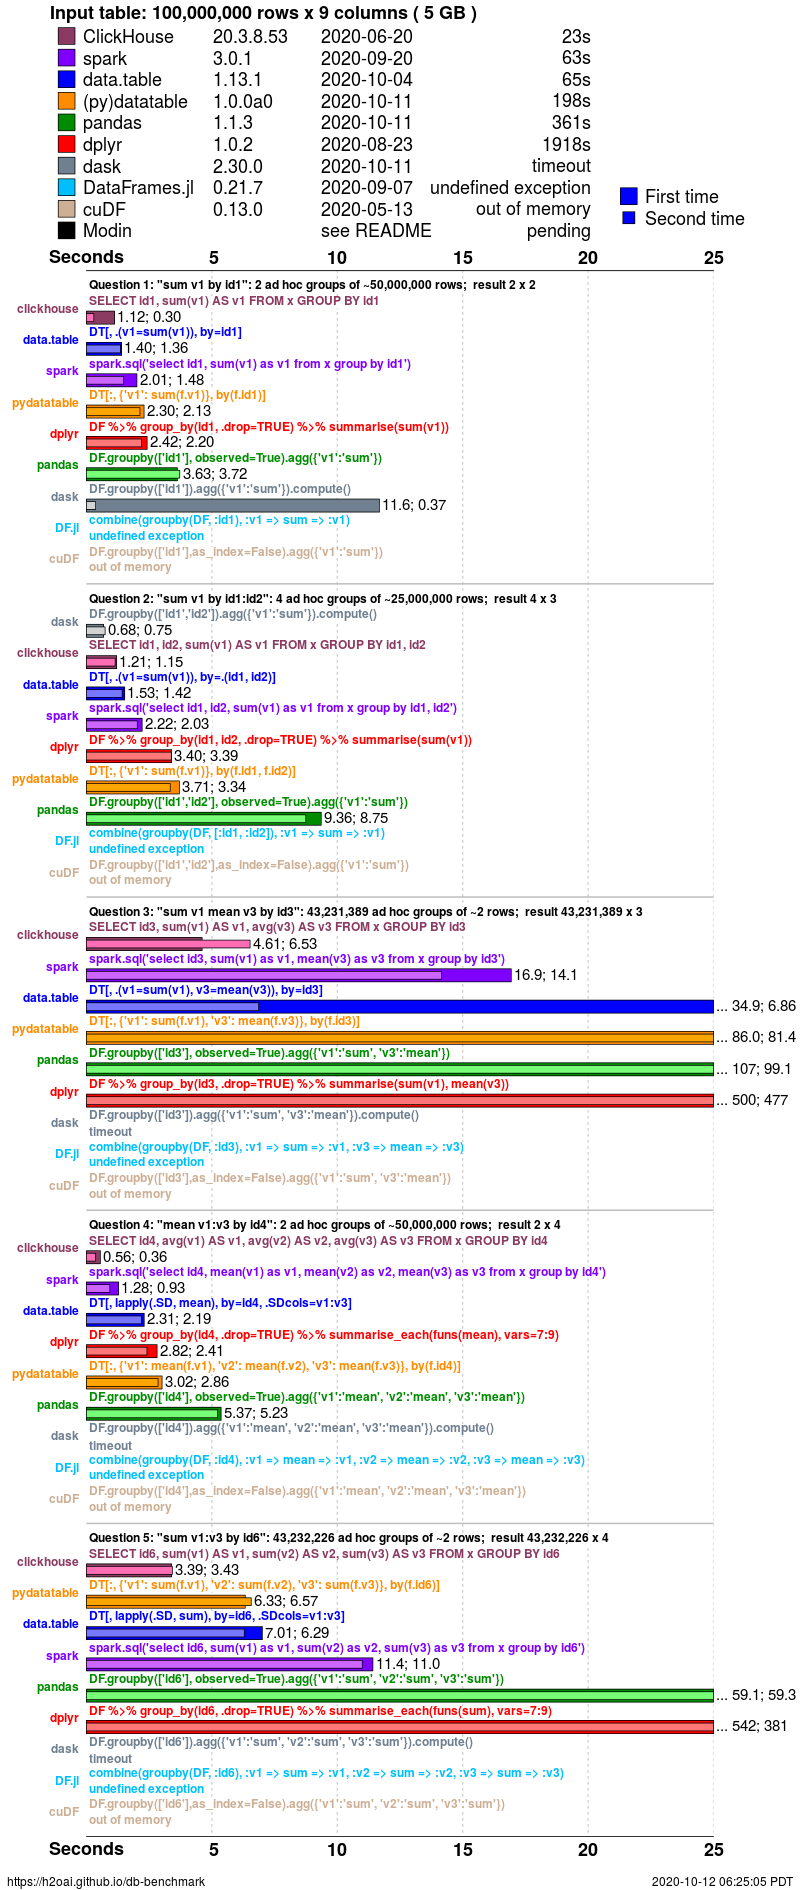 Input table: 100,000,000 rows x 9 columns ( 5 GB )
ClickHouse 20.3.8.53 2020-06-20 23s
spark 3.0.1 2020-09-20 63s
data.table 1.13.1 2020-10-04 65s
(py)datatable 1.0.0a0 2020-10-11 198s
pandas 1.1.3 2020-10-11 361s
dplyr 1.0.2 2020-08-23 1918s
dask 2.30.0 2020-10-11 timeout
DataFrames.jl 0.21.7 2020-09-07 undefined exception
cuDF 0.13.0 2020-05-13 out of memory
Modin see README pending
First time
Second time
Seconds 5 10 15 20 25
Question 1: "sum v1 by id1": 2 ad hoc groups of ~50,000,000 rows; result 2 x 2
SELECT id1, sum(v1) AS v1 FROM x GROUP BY id1
clickhouse 1.12; 0.30
DT[, .(v1=sum(v1)), by=id1]
data.table 1.40; 1.36
spark.sql('select id1, sum(v1) as v1 from x group by id1')
spark 2.01; 1.48
DT[:, {'v1': sum(f.v1)}, by(f.id1)]
pydatatable 2.30; 2.13
DF %>% group_by(id1, .drop=TRUE) %>% summarise(sum(v1))
dplyr 2.42; 2.20
DF.groupby(['id1'], observed=True).agg({'v1':'sum'})
pandas 3.63; 3.72
DF.groupby(['id1']).agg({'v1':'sum'}).compute()
dask 11.6; 0.37
combine(groupby(DF, :id1), :v1 => sum => :v1)
DF.jl undefined exception
DF.groupby(['id1'],as_index=False).agg({'v1':'sum'})
cuDF out of memory
Question 2: "sum v1 by id1:id2": 4 ad hoc groups of ~25,000,000 rows; result 4 x 3
DF.groupby(['id1','id2']).agg({'v1':'sum'}).compute()
dask 0.68; 0.75
SELECT id1, id2, sum(v1) AS v1 FROM x GROUP BY id1, id2
clickhouse 1.21; 1.15
DT[, .(v1=sum(v1)), by=.(id1, id2)]
data.table 1.53; 1.42
spark.sql('select id1, id2, sum(v1) as v1 from x group by id1, id2')
spark 2.22; 2.03
DF %>% group_by(id1, id2, .drop=TRUE) %>% summarise(sum(v1))
dplyr 3.40; 3.39
DT[:, {'v1': sum(f.v1)}, by(f.id1, f.id2)]
pydatatable 3.71; 3.34
DF.groupby(['id1','id2'], observed=True).agg({'v1':'sum'})
pandas 9.36; 8.75
combine(groupby(DF, [:id1, :id2]), :v1 => sum => :v1)
DF.jl undefined exception
DF.groupby(['id1','id2'],as_index=False).agg({'v1':'sum'})
cuDF out of memory
Question 3: "sum v1 mean v3 by id3": 43,231,389 ad hoc groups of ~2 rows; result 43,231,389 x 3
SELECT id3, sum(v1) AS v1, avg(v3) AS v3 FROM x GROUP BY id3
clickhouse 4.61; 6.53
spark.sql('select id3, sum(v1) as v1, mean(v3) as v3 from x group by id3')
spark 16.9; 14.1
DT[, .(v1=sum(v1), v3=mean(v3)), by=id3]
data.table ... 34.9; 6.86
DT[:, {'v1': sum(f.v1), 'v3': mean(f.v3)}, by(f.id3)]
pydatatable ... 86.0; 81.4
DF.groupby(['id3'], observed=True).agg({'v1':'sum', 'v3':'mean'})
pandas ... 107; 99.1
DF %>% group_by(id3, .drop=TRUE) %>% summarise(sum(v1), mean(v3))
dplyr ... 500; 477
DF.groupby(['id3']).agg({'v1':'sum', 'v3':'mean'}).compute()
dask timeout
combine(groupby(DF, :id3), :v1 => sum => :v1, :v3 => mean => :v3)
DF.jl undefined exception
DF.groupby(['id3'],as_index=False).agg({'v1':'sum', 'v3':'mean'})
cuDF out of memory
Question 4: "mean v1:v3 by id4": 2 ad hoc groups of ~50,000,000 rows; result 2 x 4
SELECT id4, avg(v1) AS v1, avg(v2) AS v2, avg(v3) AS v3 FROM x GROUP BY id4
clickhouse 0.56; 0.36
spark.sql('select id4, mean(v1) as v1, mean(v2) as v2, mean(v3) as v3 from x group by id4')
spark 1.28; 0.93
DT[, lapply(.SD, mean), by=id4, .SDcols=v1:v3]
data.table 2.31; 2.19
DF %>% group_by(id4, .drop=TRUE) %>% summarise_each(funs(mean), vars=7:9)
dplyr 2.82; 2.41
DT[:, {'v1': mean(f.v1), 'v2': mean(f.v2), 'v3': mean(f.v3)}, by(f.id4)]
pydatatable 3.02; 2.86
DF.groupby(['id4'], observed=True).agg({'v1':'mean', 'v2':'mean', 'v3':'mean'})
pandas 5.37; 5.23
DF.groupby(['id4']).agg({'v1':'mean', 'v2':'mean', 'v3':'mean'}).compute()
dask timeout
combine(groupby(DF, :id4), :v1 => mean => :v1, :v2 => mean => :v2, :v3 => mean => :v3)
DF.jl undefined exception
DF.groupby(['id4'],as_index=False).agg({'v1':'mean', 'v2':'mean', 'v3':'mean'})
cuDF out of memory
Question 5: "sum v1:v3 by id6": 43,232,226 ad hoc groups of ~2 rows; result 43,232,226 x 4
SELECT id6, sum(v1) AS v1, sum(v2) AS v2, sum(v3) AS v3 FROM x GROUP BY id6
clickhouse 3.39; 3.43
DT[:, {'v1': sum(f.v1), 'v2': sum(f.v2), 'v3': sum(f.v3)}, by(f.id6)]
pydatatable 6.33; 6.57
DT[, lapply(.SD, sum), by=id6, .SDcols=v1:v3]
data.table 7.01; 6.29
spark.sql('select id6, sum(v1) as v1, sum(v2) as v2, sum(v3) as v3 from x group by id6')
spark 11.4; 11.0
DF.groupby(['id6'], observed=True).agg({'v1':'sum', 'v2':'sum', 'v3':'sum'})
pandas ... 59.1; 59.3
DF %>% group_by(id6, .drop=TRUE) %>% summarise_each(funs(sum), vars=7:9)
dplyr ... 542; 381
DF.groupby(['id6']).agg({'v1':'sum', 'v2':'sum', 'v3':'sum'}).compute()
dask timeout
combine(groupby(DF, :id6), :v1 => sum => :v1, :v2 => sum => :v2, :v3 => sum => :v3)
DF.jl undefined exception
DF.groupby(['id6'],as_index=False).agg({'v1':'sum', 'v2':'sum', 'v3':'sum'})
cuDF out of memory
Seconds 5 10 15 20 25
https://h2oai.github.io/db-benchmark 2020-10-12 06:25:05 PDT